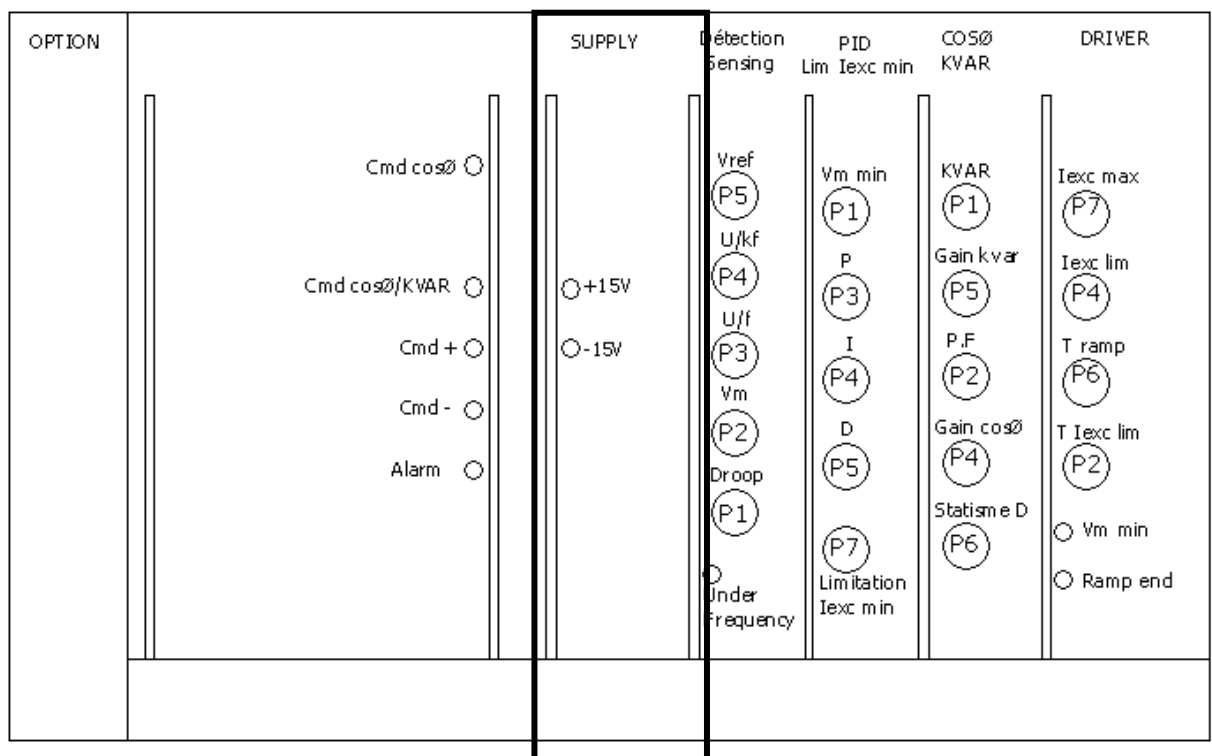 OPTION
SUPPLY
Détection
Sensing
PID
Lim Iexc min
COSØ
KVAR
DRIVER
Cmd cosØ
Cmd cosØ/KVAR
Cmd +
Cmd -
Alarm
+15V
-15V
Vref
P5
U/kf
P4
U/f
P3
Vm
P2
Droop
P1
Under
Frequency
Vm min
P1
P
P3
I
P4
D
P5
P7
Limitation
Iexc min
KVAR
P1
Gain kvar
P5
P.F
P2
Gain cosØ
P4
Statisme D
P6
Iexc max
P7
Iexc lim
P4
T ramp
P6
T Iexc lim
P2
Vm min
Ramp end